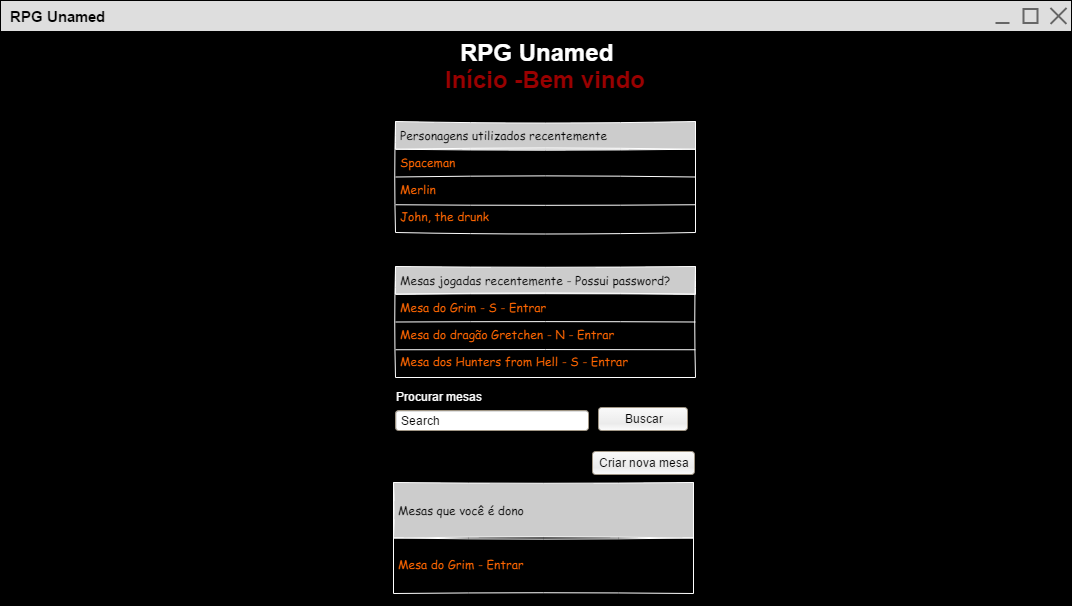 RPG Unamed
RPG Unamed
Início -Bem vindo
Personagens utilizados recentemente
Spaceman
Merlin
John, the drunk
Mesas jogadas recentemente - Possui password?
Mesa do Grim - S - Entrar
Mesa do dragão Gretchen - N - Entrar
Mesa dos Hunters from Hell - S - Entrar
Procurar mesas
Search
Buscar
Criar nova mesa
Mesas que você é dono
Mesa do Grim - Entrar